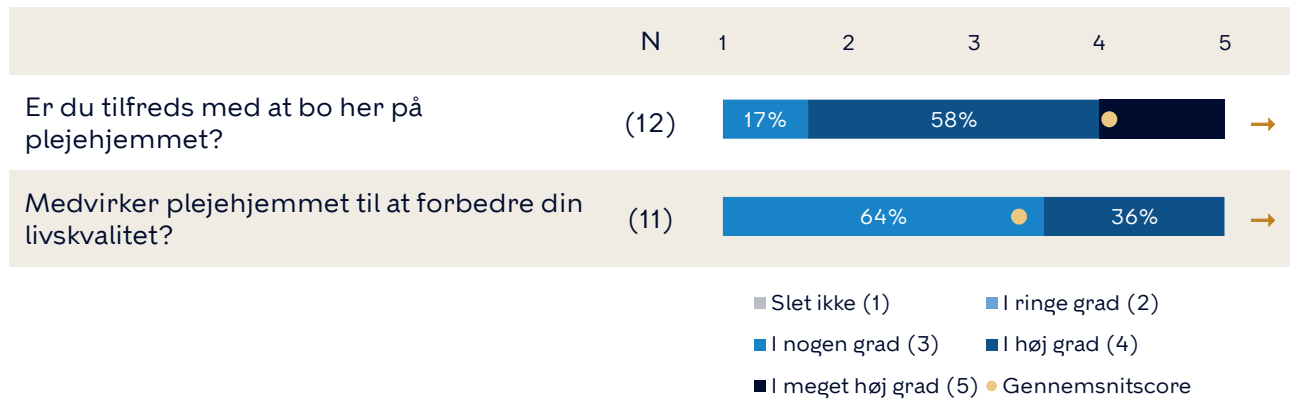 N 1 2 3 4 5
Er du tilfreds med at bo her på
plejehjemmet?
(12)
17% 58%
→
Medvirker plejehjemmet til at forbedre din
livskvalitet?
(11)
64% 36%
→
Slet ikke (1) I ringe grad (2)
I nogen grad (3) I høj grad (4)
I meget høj grad (5) Gennemsnitscore